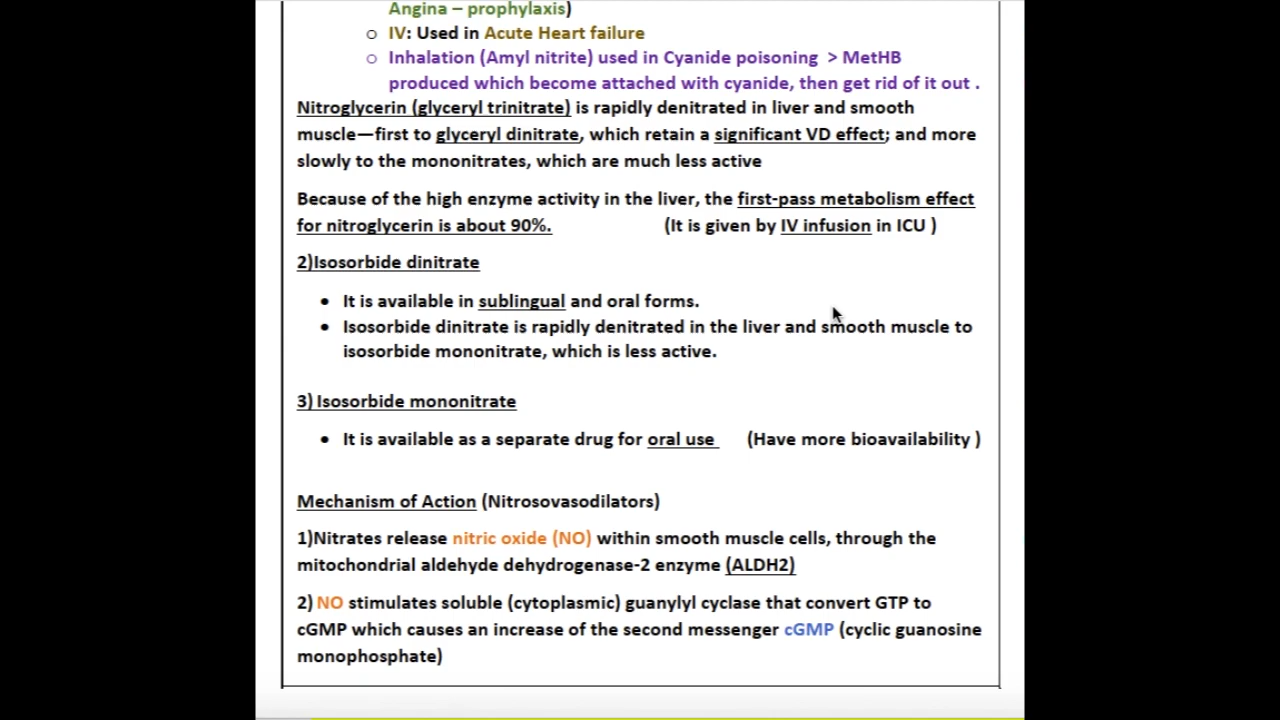 Angina – prophylaxis)
o IV: Used in Acute Heart failure
o Inhalation (Amyl nitrite) used in Cyanide poisoning > MetHB
produced which become attached with cyanide, then get rid of it out .
Nitroglycerin (glyceryl trinitrate) is rapidly denitrated in liver and smooth
muscle—first to glyceryl dinitrate, which retain a significant VD effect; and more
slowly to the mononitrates, which are much less active
Because of the high enzyme activity in the liver, the first-pass metabolism effect
for nitroglycerin is about 90%. (It is given by IV infusion in ICU )
2)Isosorbide dinitrate
• It is available in sublingual and oral forms.
• Isosorbide dinitrate is rapidly denitrated in the liver and smooth muscle to
isosorbide mononitrate, which is less active.
3) Isosorbide mononitrate
• It is available as a separate drug for oral use (Have more bioavailability )
Mechanism of Action (Nitrosovasodilators)
1)Nitrates release nitric oxide (NO) within smooth muscle cells, through the
mitochondrial aldehyde dehydrogenase-2 enzyme (ALDH2)
2) NO stimulates soluble (cytoplasmic) guanylyl cyclase that convert GTP to
cGMP which causes an increase of the second messenger cGMP (cyclic guanosine
monophosphate)